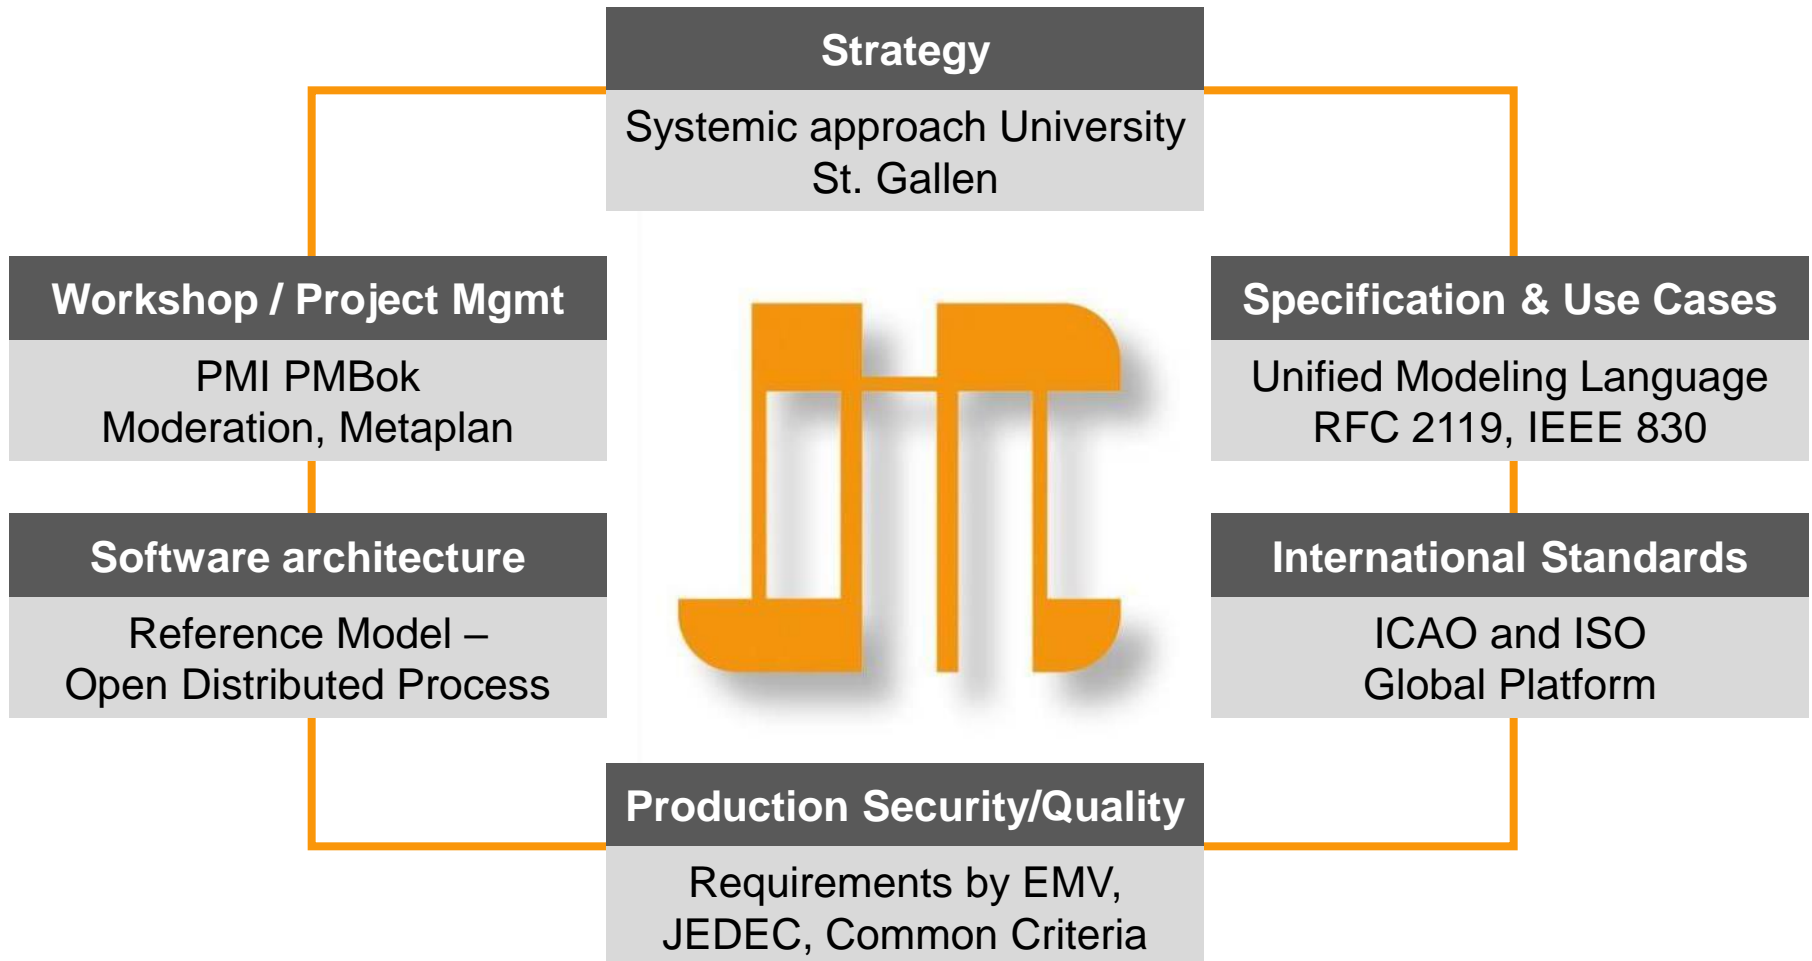 Strategy
Systemic approach University
St. Gallen
Workshop / Project Mgmt
PMI PMBok
Moderation, Metaplan
Specification & Use Cases
Unified Modeling Language
RFC 2119, IEEE 830
Software architecture
Reference Model –
Open Distributed Process
International Standards
ICAO and ISO
Global Platform
Production Security/Quality
Requirements by EMV,
JEDEC, Common Criteria